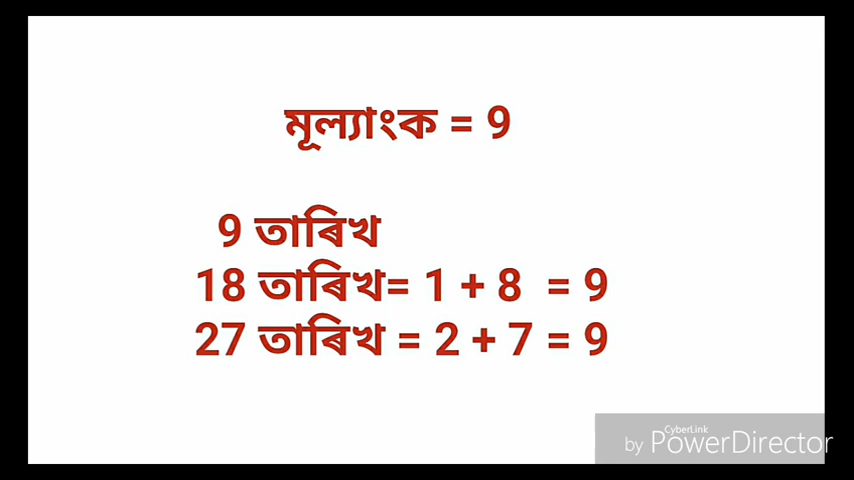 মূল্যাংক = 9
9 তাৰিখ
18 তাৰিখ= 1 + 8 = 9
27 তাৰিখ = 2 + 7 = 9
CyberLink
by PowerDirector